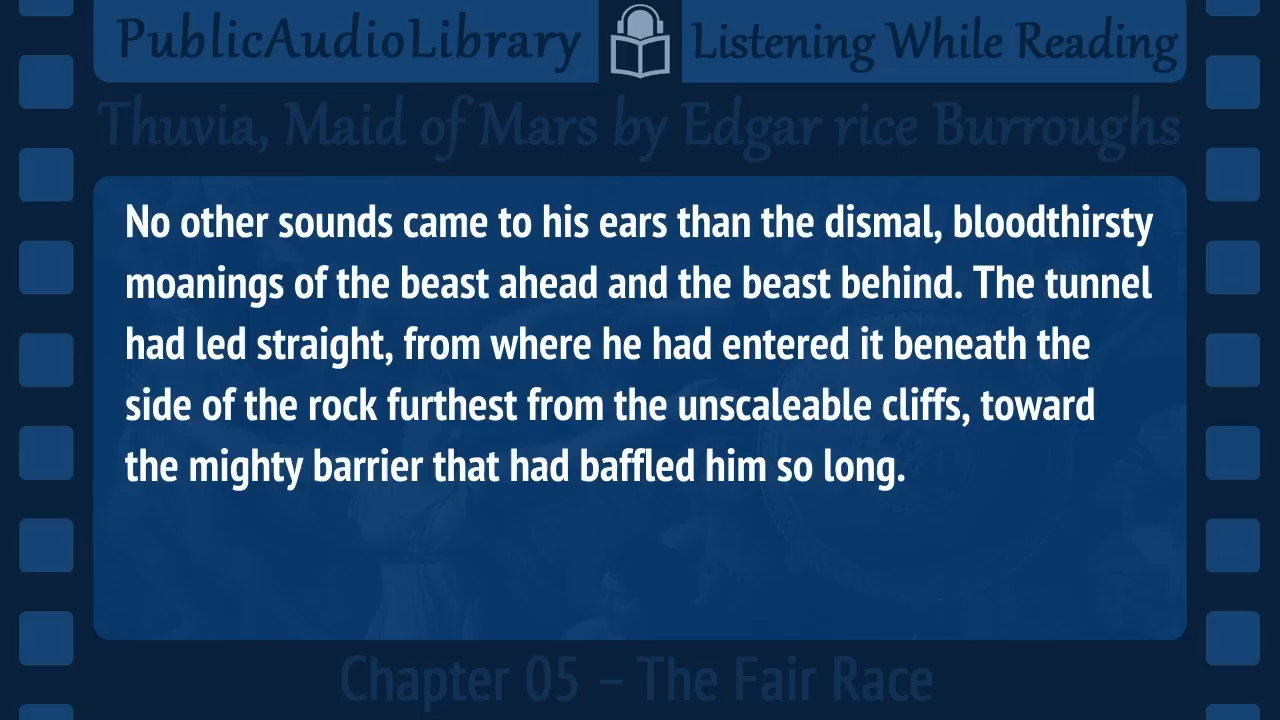 PublicAudioLibrary Listening While Reading
Thuvia, Maid of Mars by Edgar rice Burroughs
No other sounds came to his ears than the dismal, bloodthirsty
moanings of the beast ahead and the beast behind. The tunnel
had led straight, from where he had entered it beneath the
side of the rock furthest from the unscaleable cliffs, toward
the mighty barrier that had baffled him so long.
Chapter 05 – The Fair Race